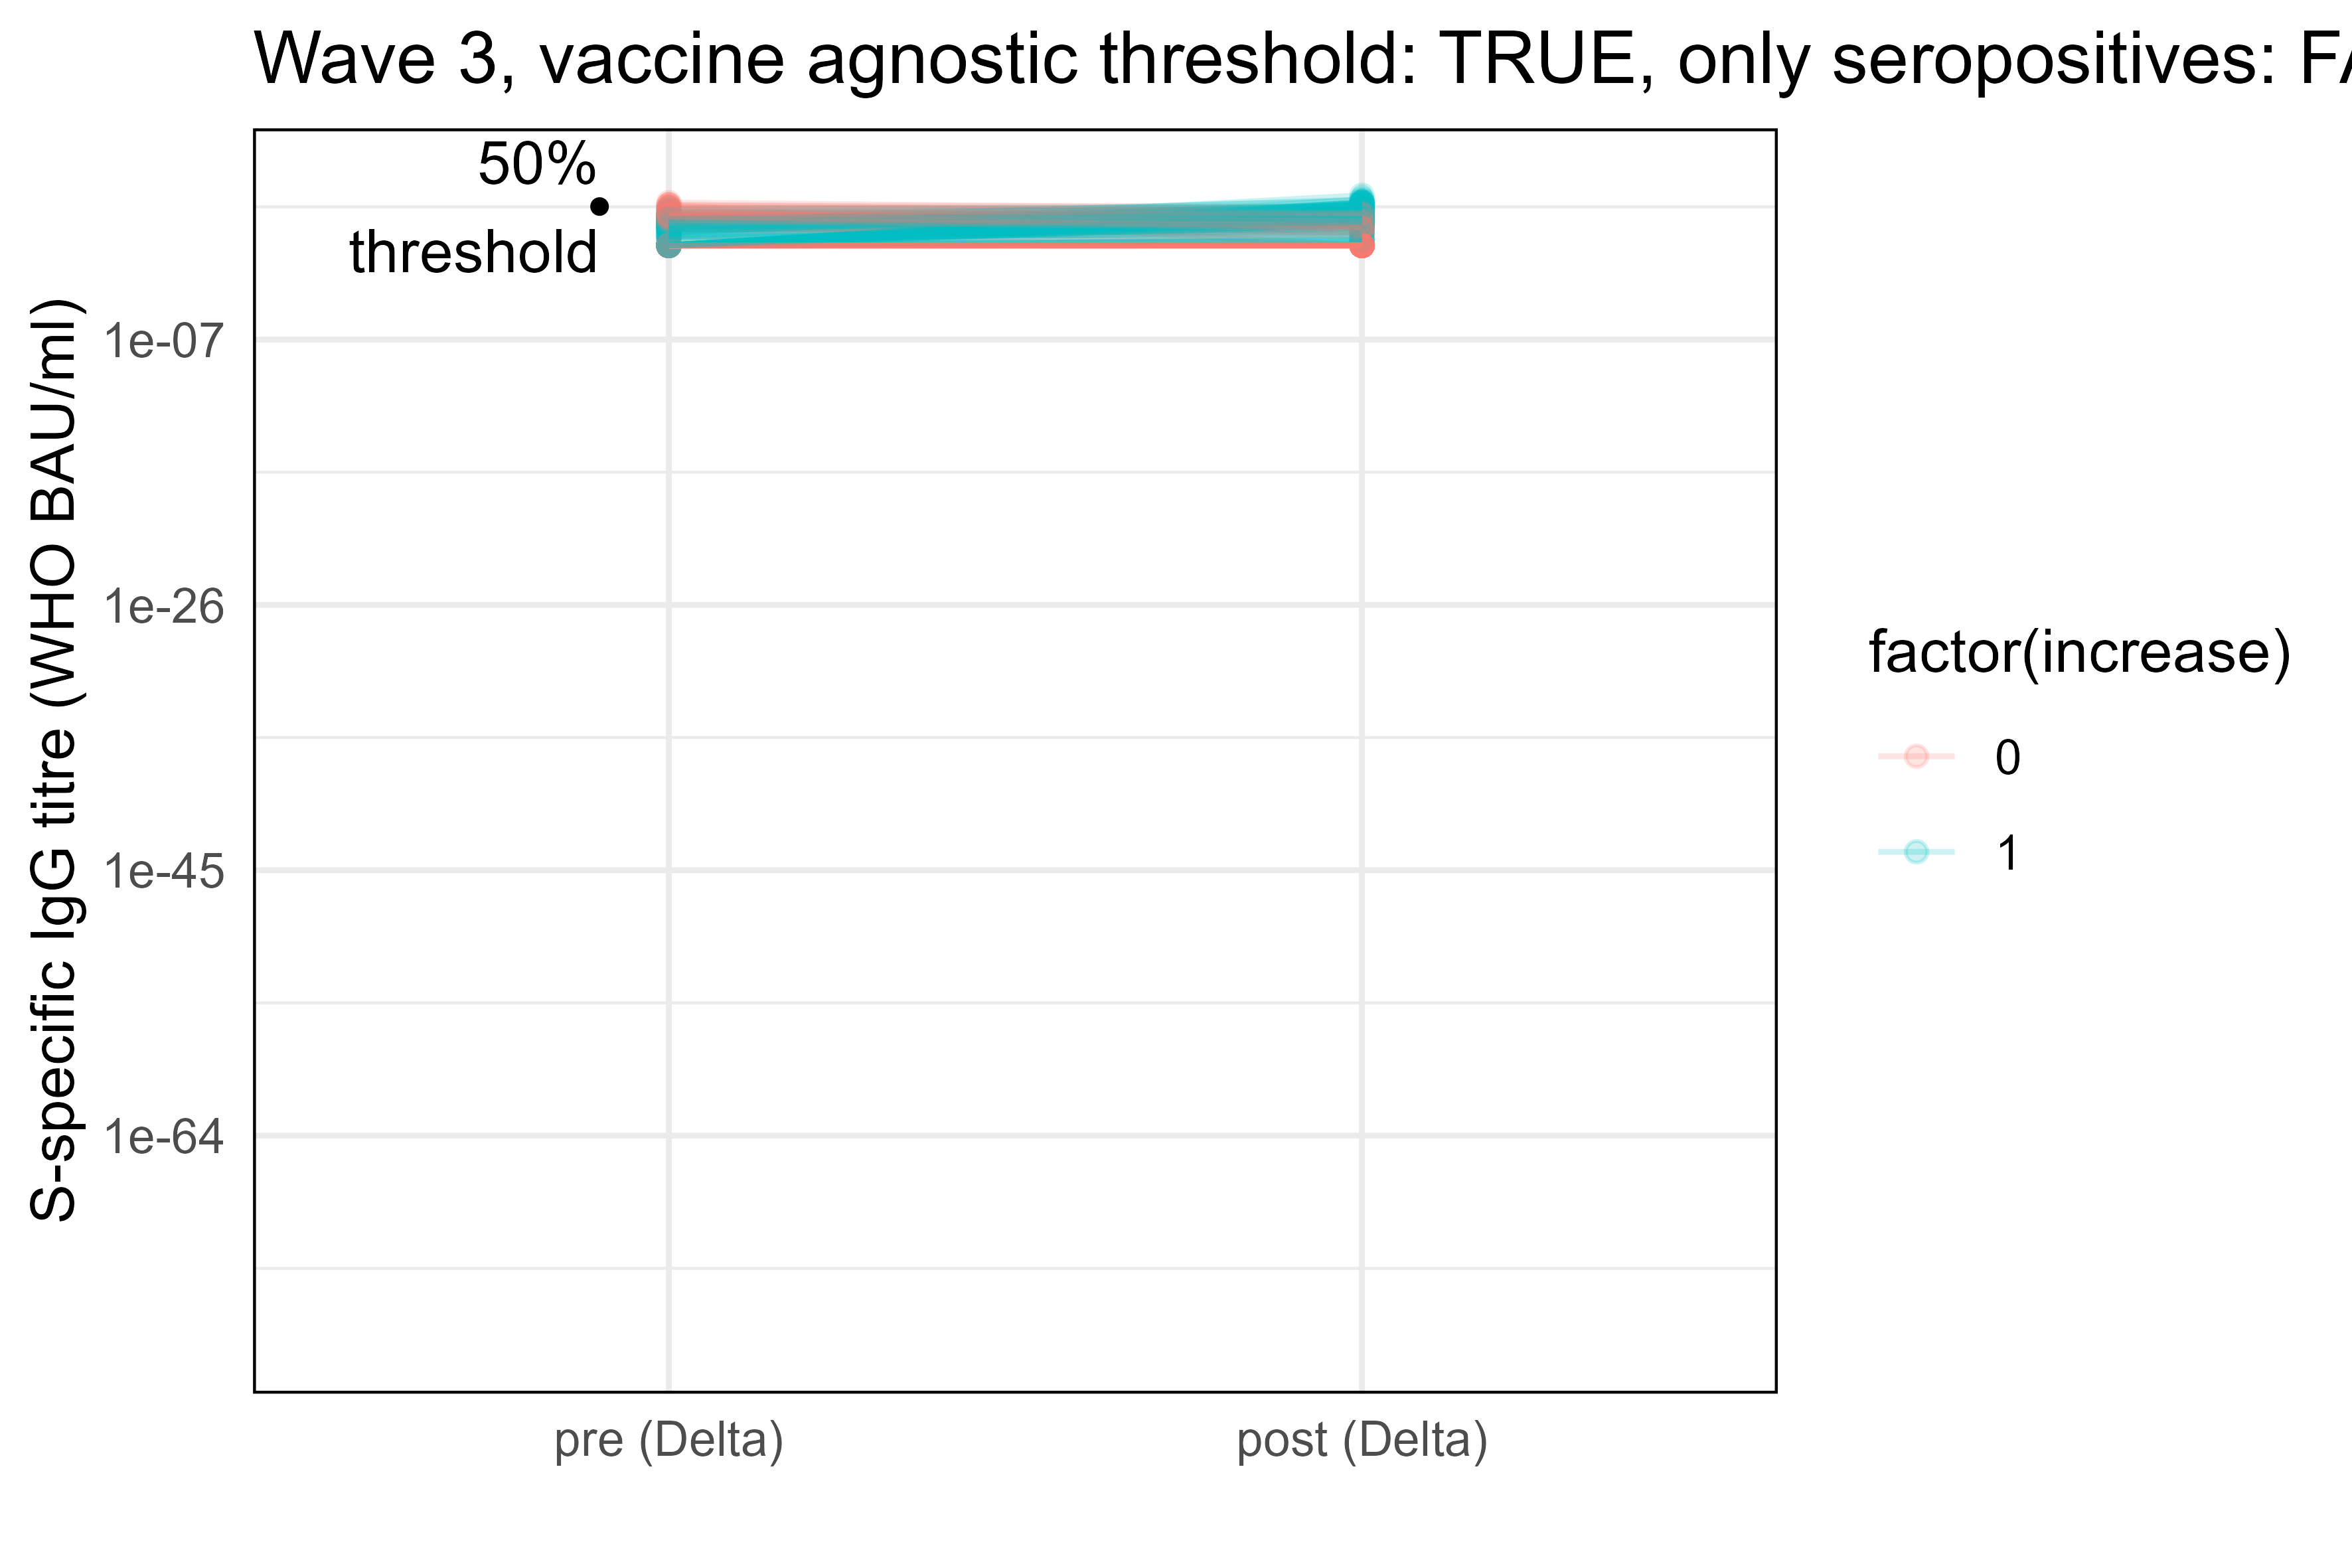 Wave 3, vaccine agnostic threshold: TRUE, only seropositives: FA
50%
threshold
S-specific IgG titre (WHO BAU/ml)
1e-07
1e-26
1e-45
1e-64
pre (Delta)
post (Delta)
factor(increase)
0
1